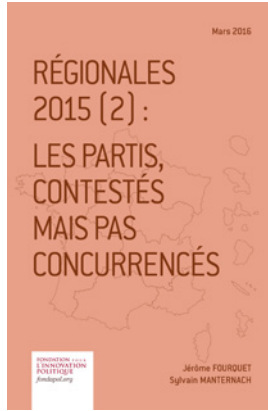 Mars 2016
RÉGIONALES
2015 (2) :
LES PARTIS,
CONTESTÉS
MAIS PAS
CONCURRENCÉS
FONDATION POUR
L'INNOVATION
POLITIQUE
fondapol.org
Jérôme FOURQUET
Sylvain MANTERNACH